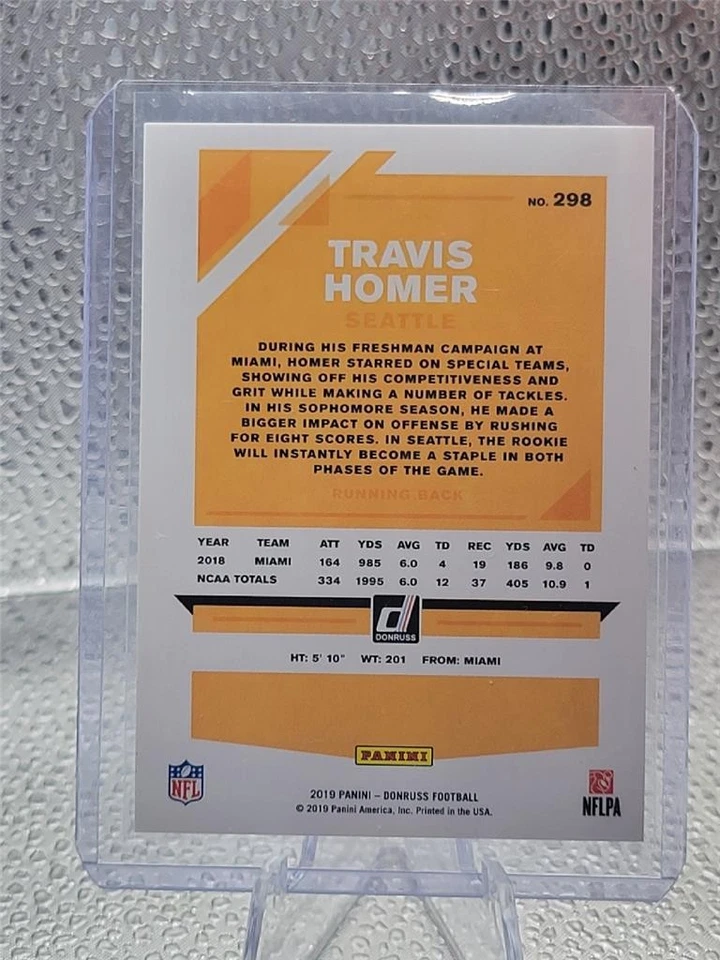 NO. 298
TRAVIS
HOMER
SEATTLE
DURING HIS FRESHMAN CAMPAIGN AT
MIAMI, HOMER STARRED ON SPECIAL TEAMS,
SHOWING OFF HIS COMPETITIVENESS AND
GRIT WHILE MAKING A NUMBER OF TACKLES.
IN HIS SOPHOMORE SEASON, HE MADE A
BIGGER IMPACT ON OFFENSE BY RUSHING
FOR EIGHT SCORES. IN SEATTLE, THE ROOKIE
WILL INSTANTLY BECOME A STAPLE IN BOTH
PHASES OF THE GAME.
RUNNING BACK
YEAR TEAM ATT YDS AVG TD REC YDS AVG TD
2018 MIAMI 164 985 6.0 4 19 186 9.8 0
NCAA TOTALS 334 1995 6.0 12 37 405 10.9 1
d
DONRUSS
HT: 5' 10" WT: 201 FROM: MIAMI
PANINI
NFL
NFLPA
2019 PANINI – DONRUSS FOOTBALL
© 2019 Panini America, Inc. Printed in the USA.